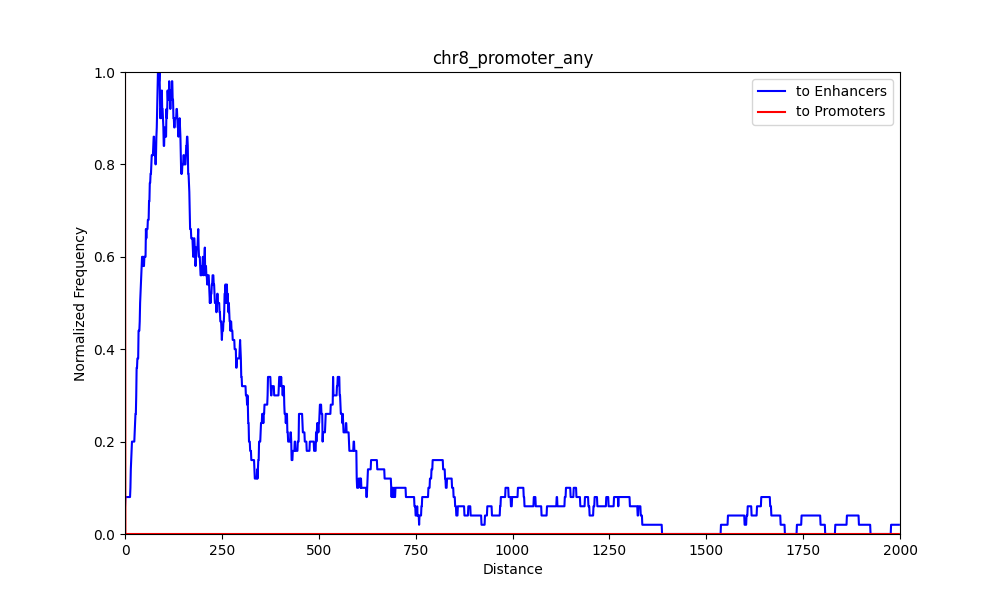 chr8_promoter_any
to Enhancers
to Promoters
Normalized Frequency
1.0
0.8
0.6
0.4
0.2
0.0
0 250 500 750 1000 1250 1500 1750 2000
Distance